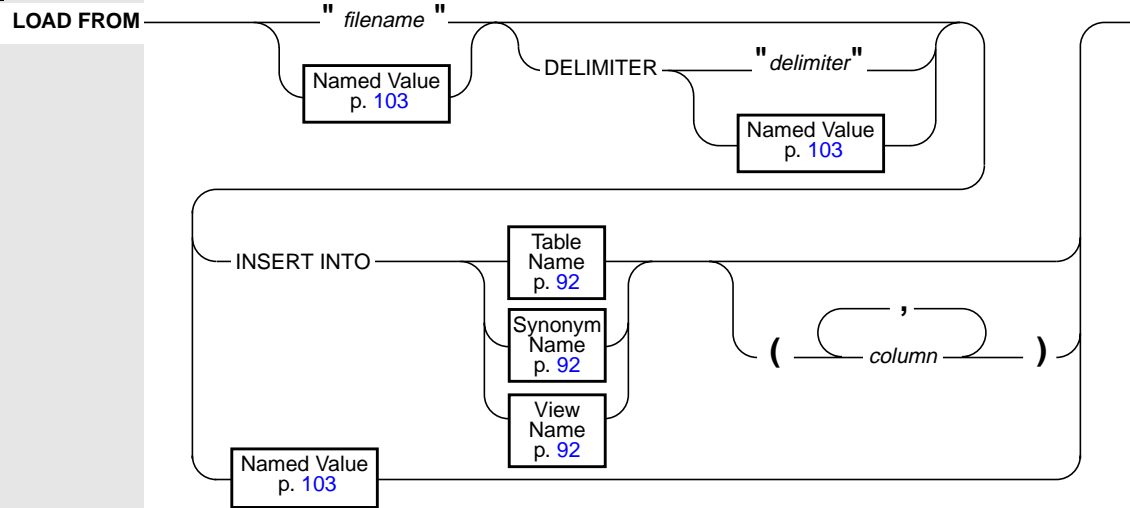 LOAD FROM
" filename "
Named Value
p. 103
DELIMITER
"delimiter"
Named Value
p. 103
INSERT INTO
Table
Name
p. 92
Synonym
Name
p. 92
View
Name
p. 92
( column )
,
Named Value
p. 103